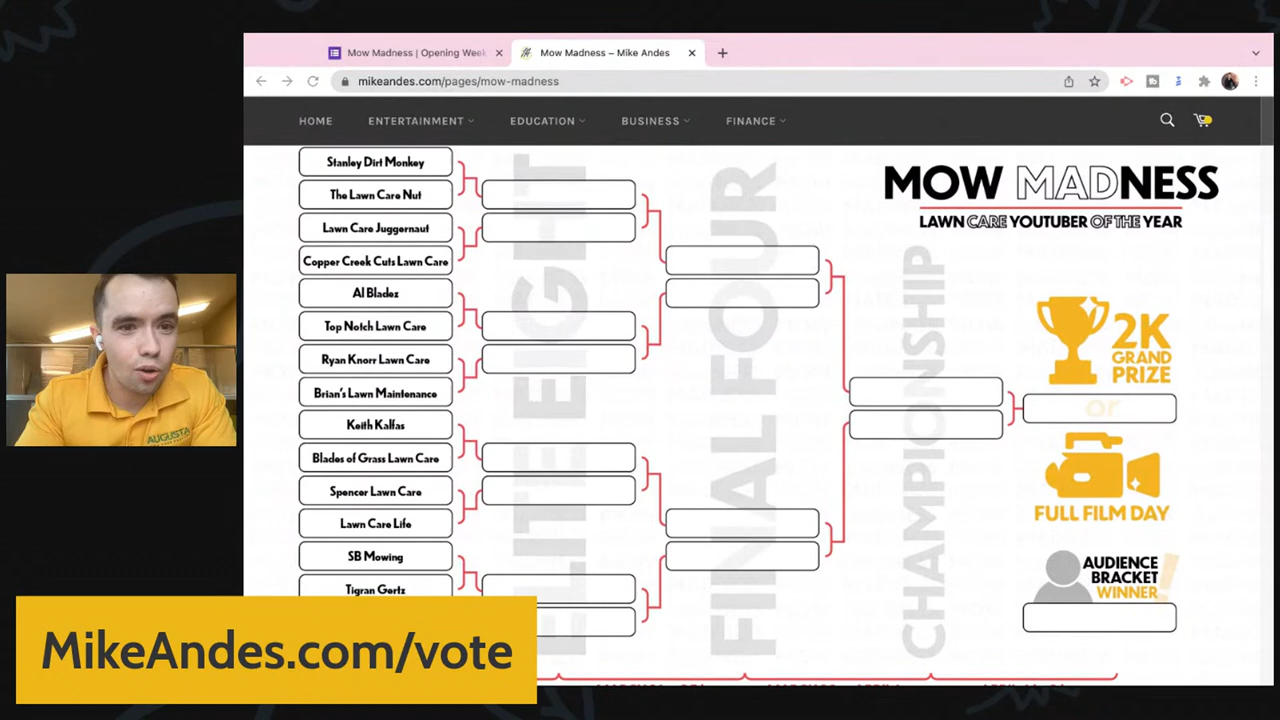 Mow Madness | Opening Week
Mow Madness – Mike Andes
mikeandes.com/pages/mow-madness
HOME
ENTERTAINMENT
EDUCATION
BUSINESS
FINANCE
Stanley Dirt Monkey
The Lawn Care Nut
Lawn Care Juggernaut
Copper Creek Cuts Lawn Care
Al Bladez
Top Notch Lawn Care
Ryan Knorr Lawn Care
Brian's Lawn Maintenance
Keith Kalfas
Blades of Grass Lawn Care
Spencer Lawn Care
Lawn Care Life
SB Mowing
Tigran Gertz
ELITE EIGHT
FINAL FOUR
CHAMPIONSHIP
MOW MADNESS
LAWN CARE YOUTUBER OF THE YEAR
2K
GRAND
PRIZE
or
FULL FILM DAY
AUDIENCE
BRACKET
WINNER!
AUGUSTA
MikeAndes.com/vote